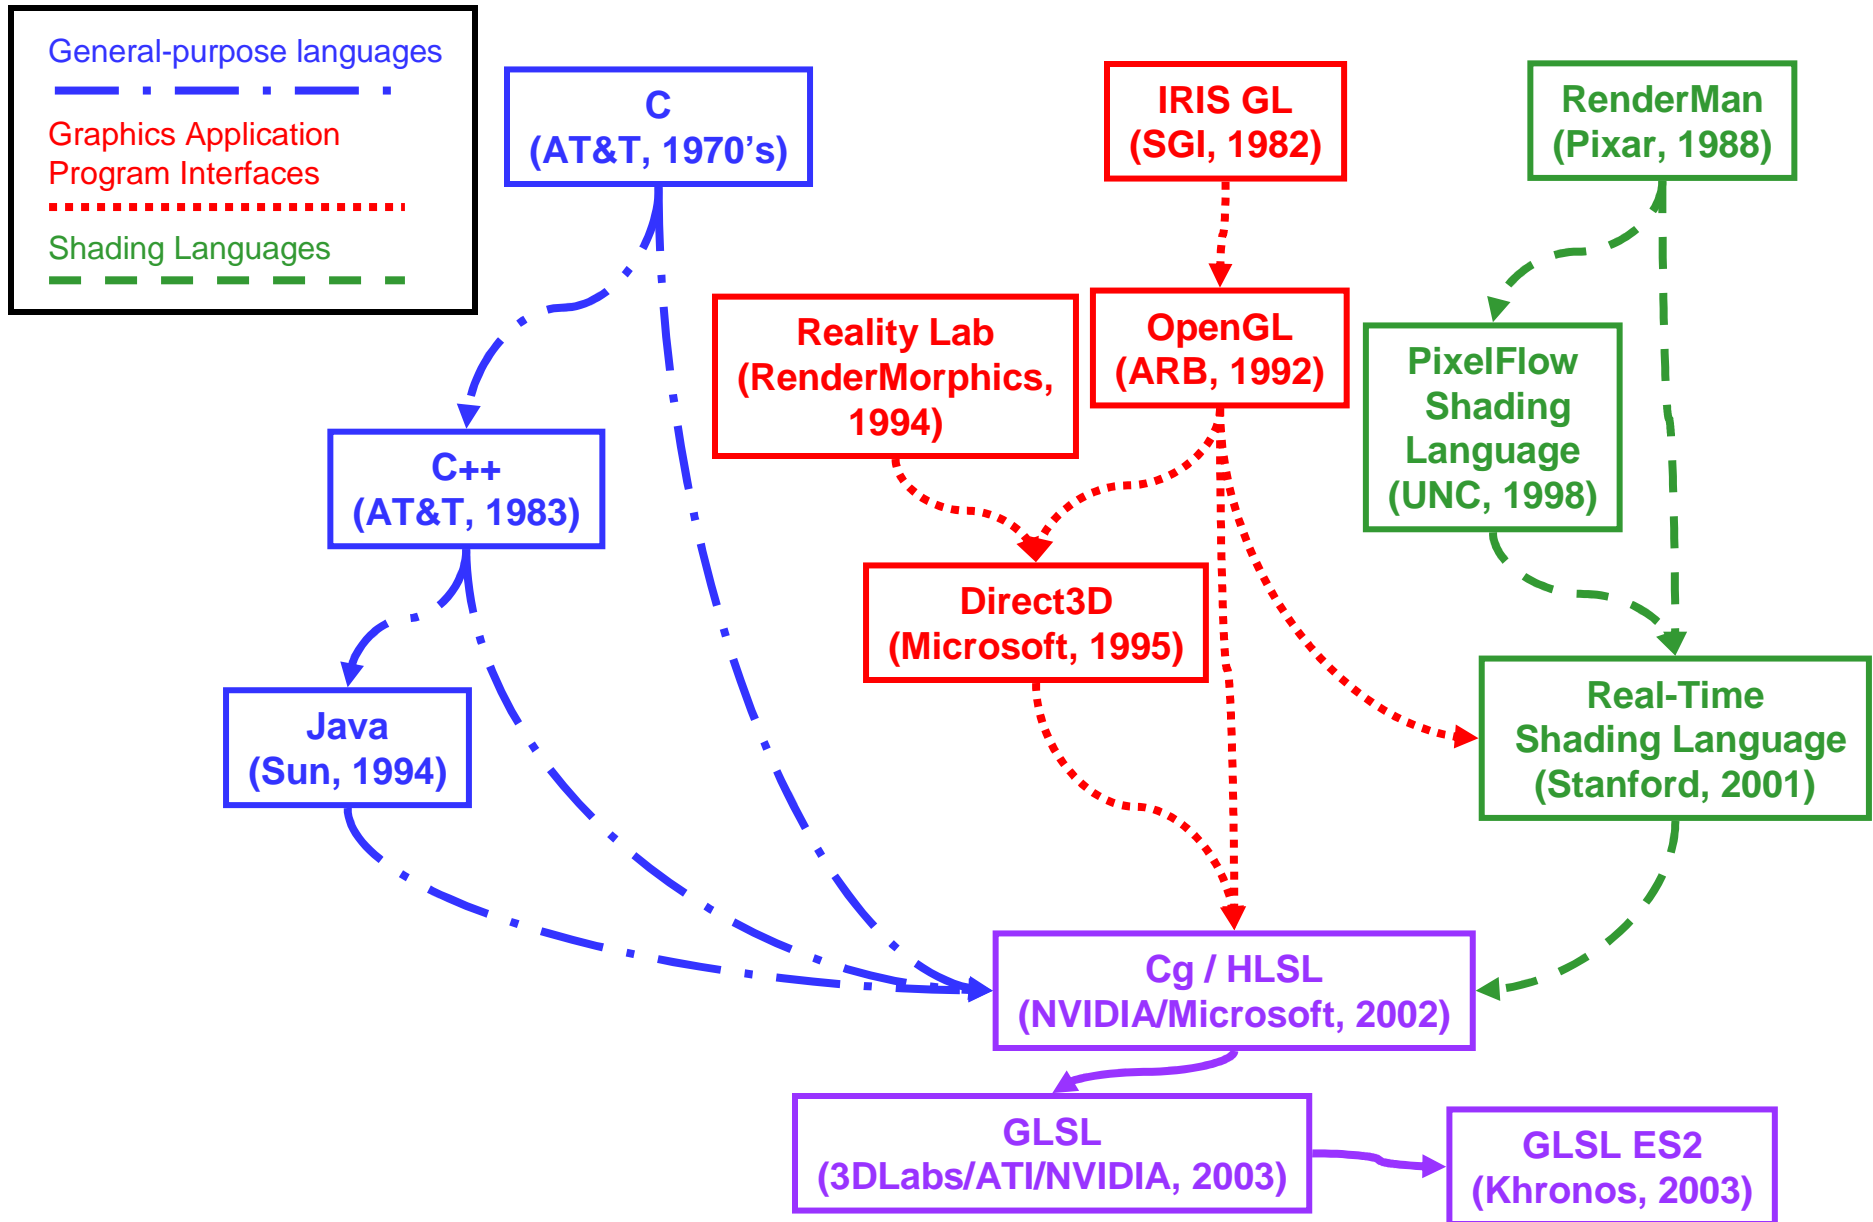 General-purpose languages
Graphics Application
Program Interfaces
Shading Languages
C
(AT&T, 1970's)
IRIS GL
(SGI, 1982)
RenderMan
(Pixar, 1988)
Reality Lab
(RenderMorphics,
1994)
OpenGL
(ARB, 1992)
PixelFlow
Shading
Language
(UNC, 1998)
C++
(AT&T, 1983)
Direct3D
(Microsoft, 1995)
Java
(Sun, 1994)
Real-Time
Shading Language
(Stanford, 2001)
Cg / HLSL
(NVIDIA/Microsoft, 2002)
GLSL
(3DLabs/ATI/NVIDIA, 2003)
GLSL ES2
(Khronos, 2003)